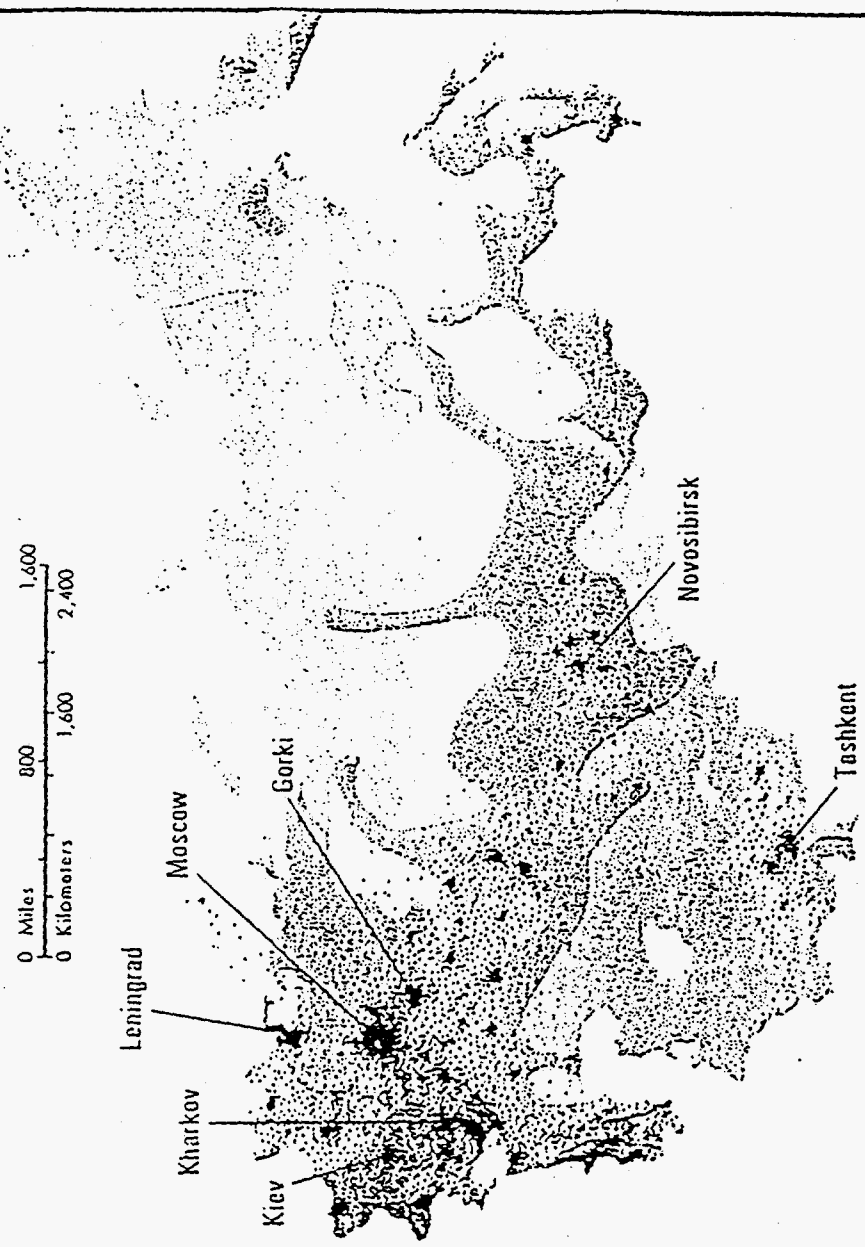 0 Miles 800 1,600
0 Kilometers 1,600 2,400
Leningrad
Moscow
Gorki
Kharkov
Kiev
Novosibirsk
Tashkent